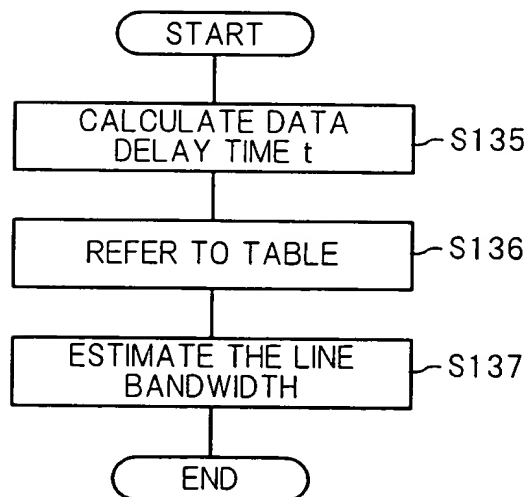 START
CALCULATE DATA
DELAY TIME t
S135
REFER TO TABLE
S136
ESTIMATE THE LINE
BANDWIDTH
S137
END